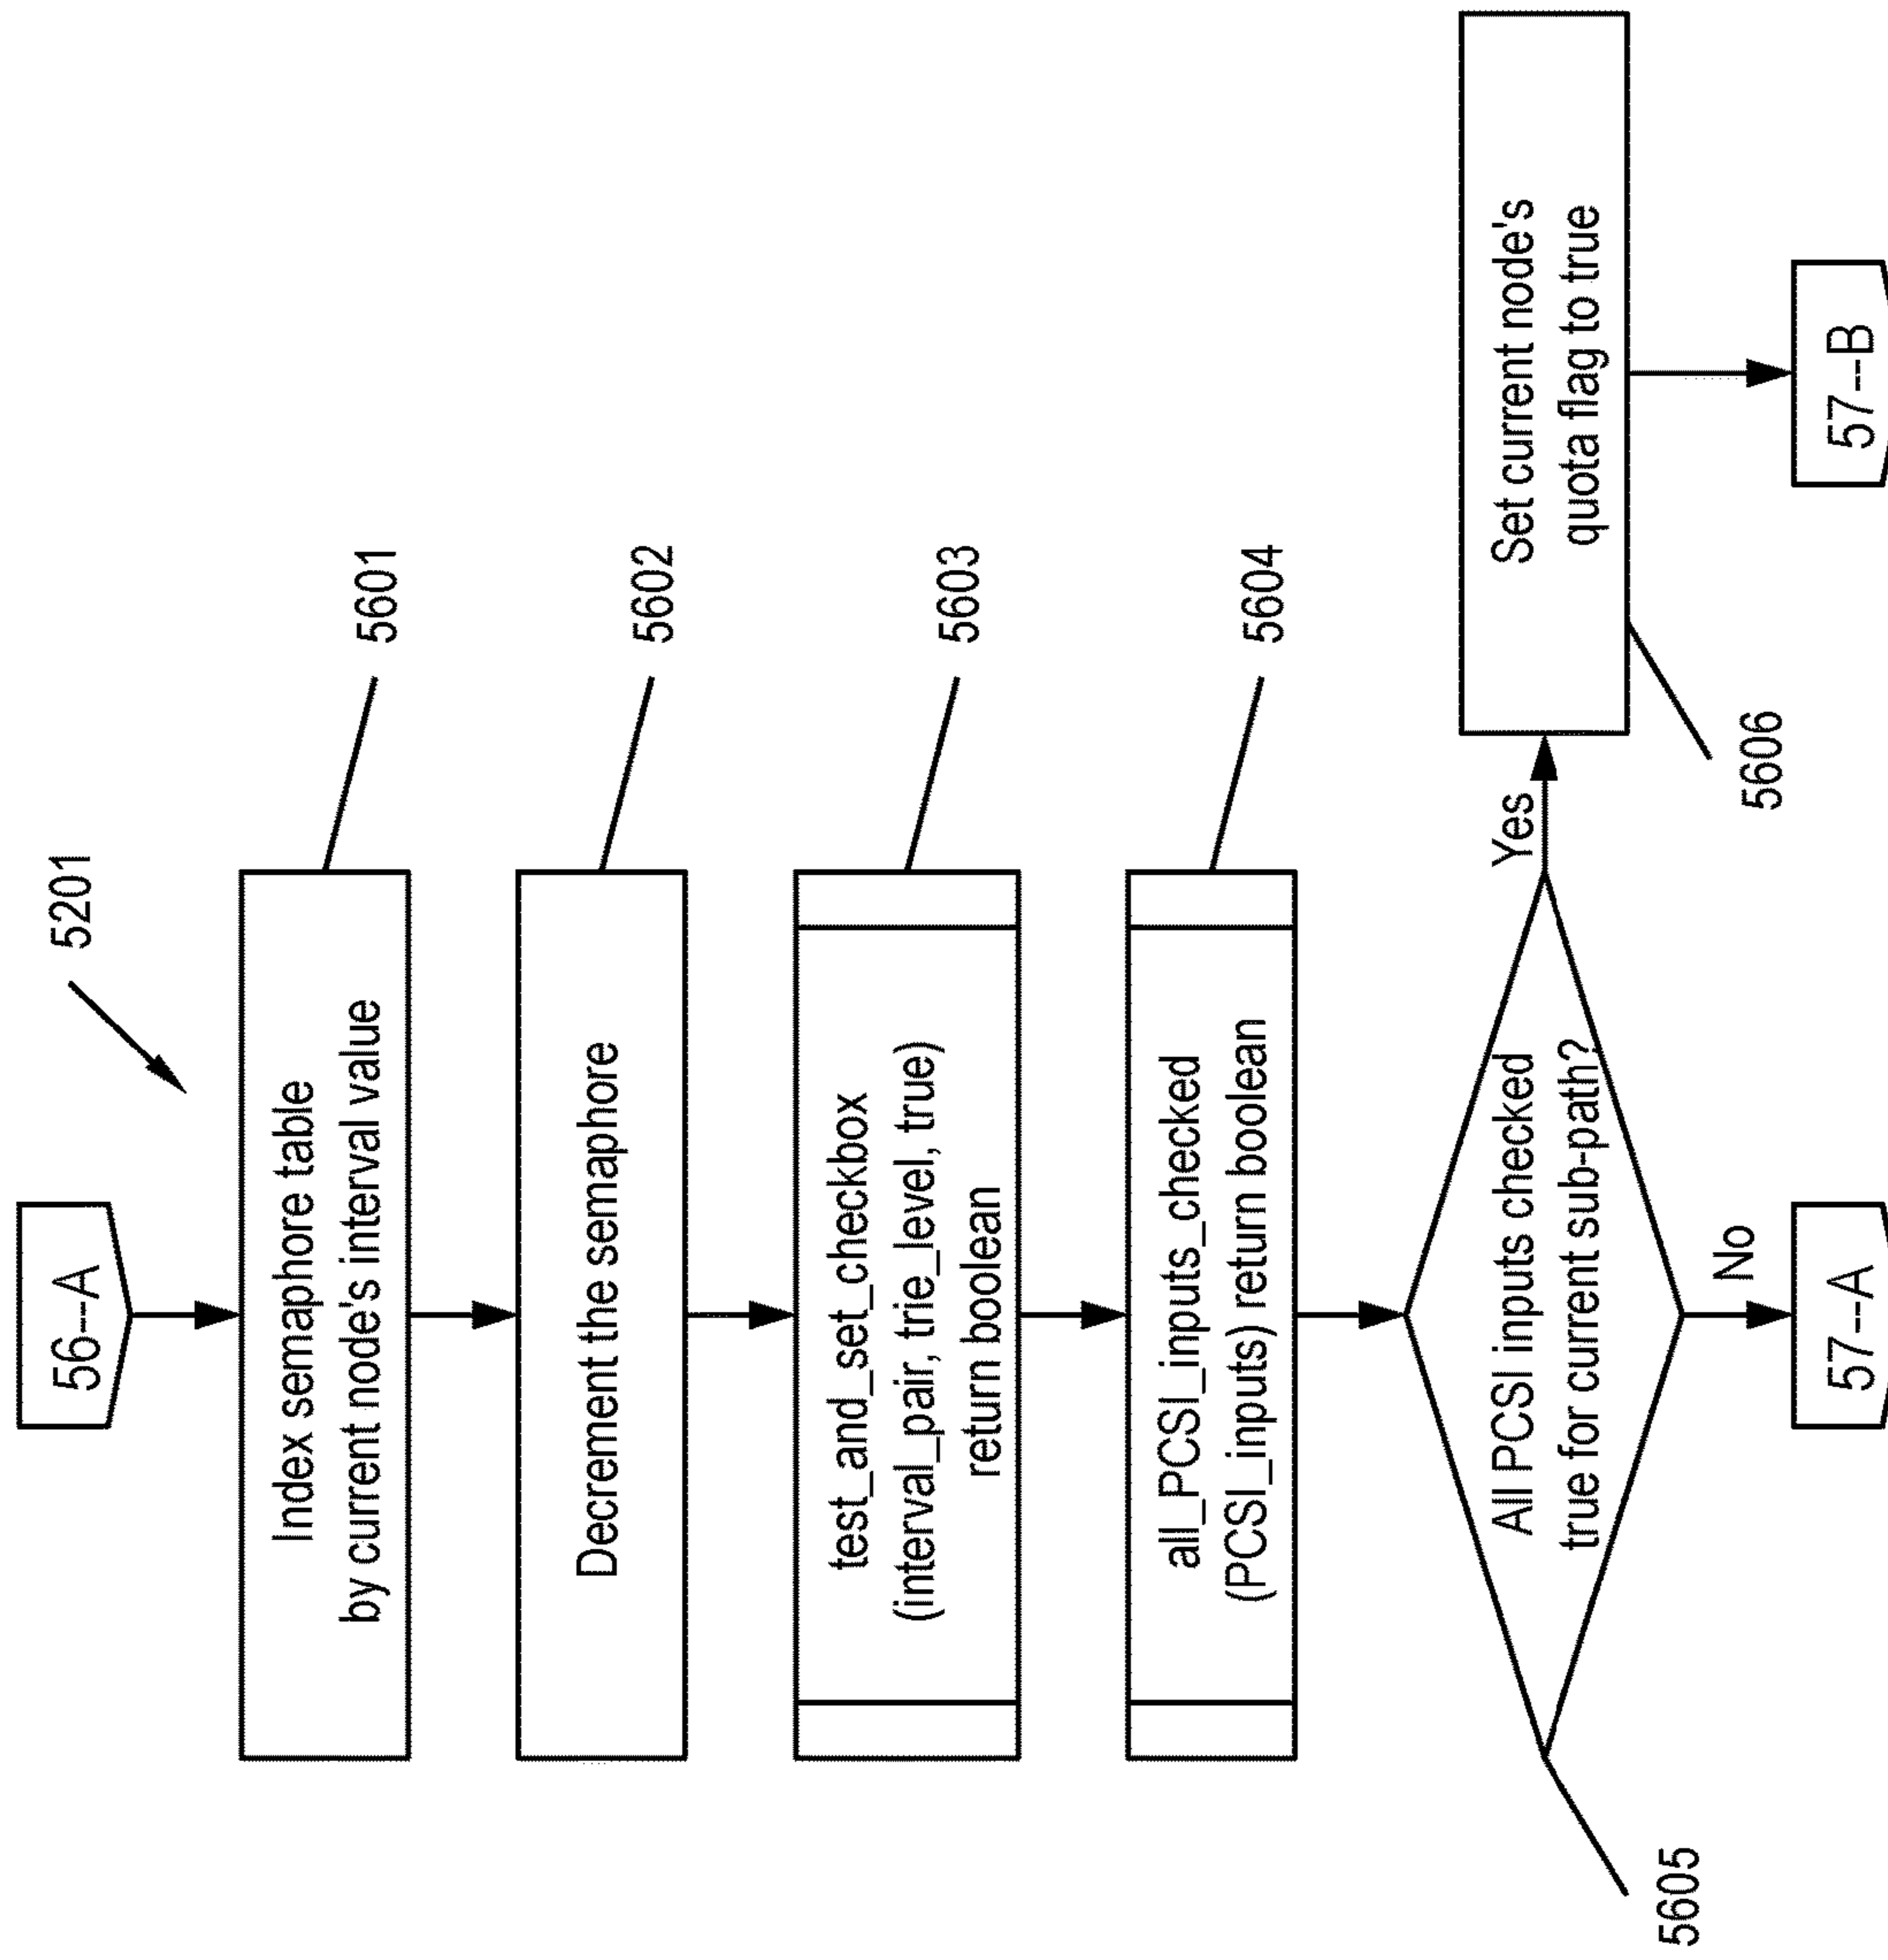 5201
56--A
Index semaphore table
by current node's interval value
5601
Decrement the semaphore
5602
test_and_set_checkbox
(interval_pair, trie_level, true)
return boolean
5603
all_PCSI_inputs_checked
(PCSI_inputs) return boolean
5604
All PCSI inputs checked
true for current sub-path?
5605
Yes
Set current node's
quota flag to true
5606
No
57--A
57--B